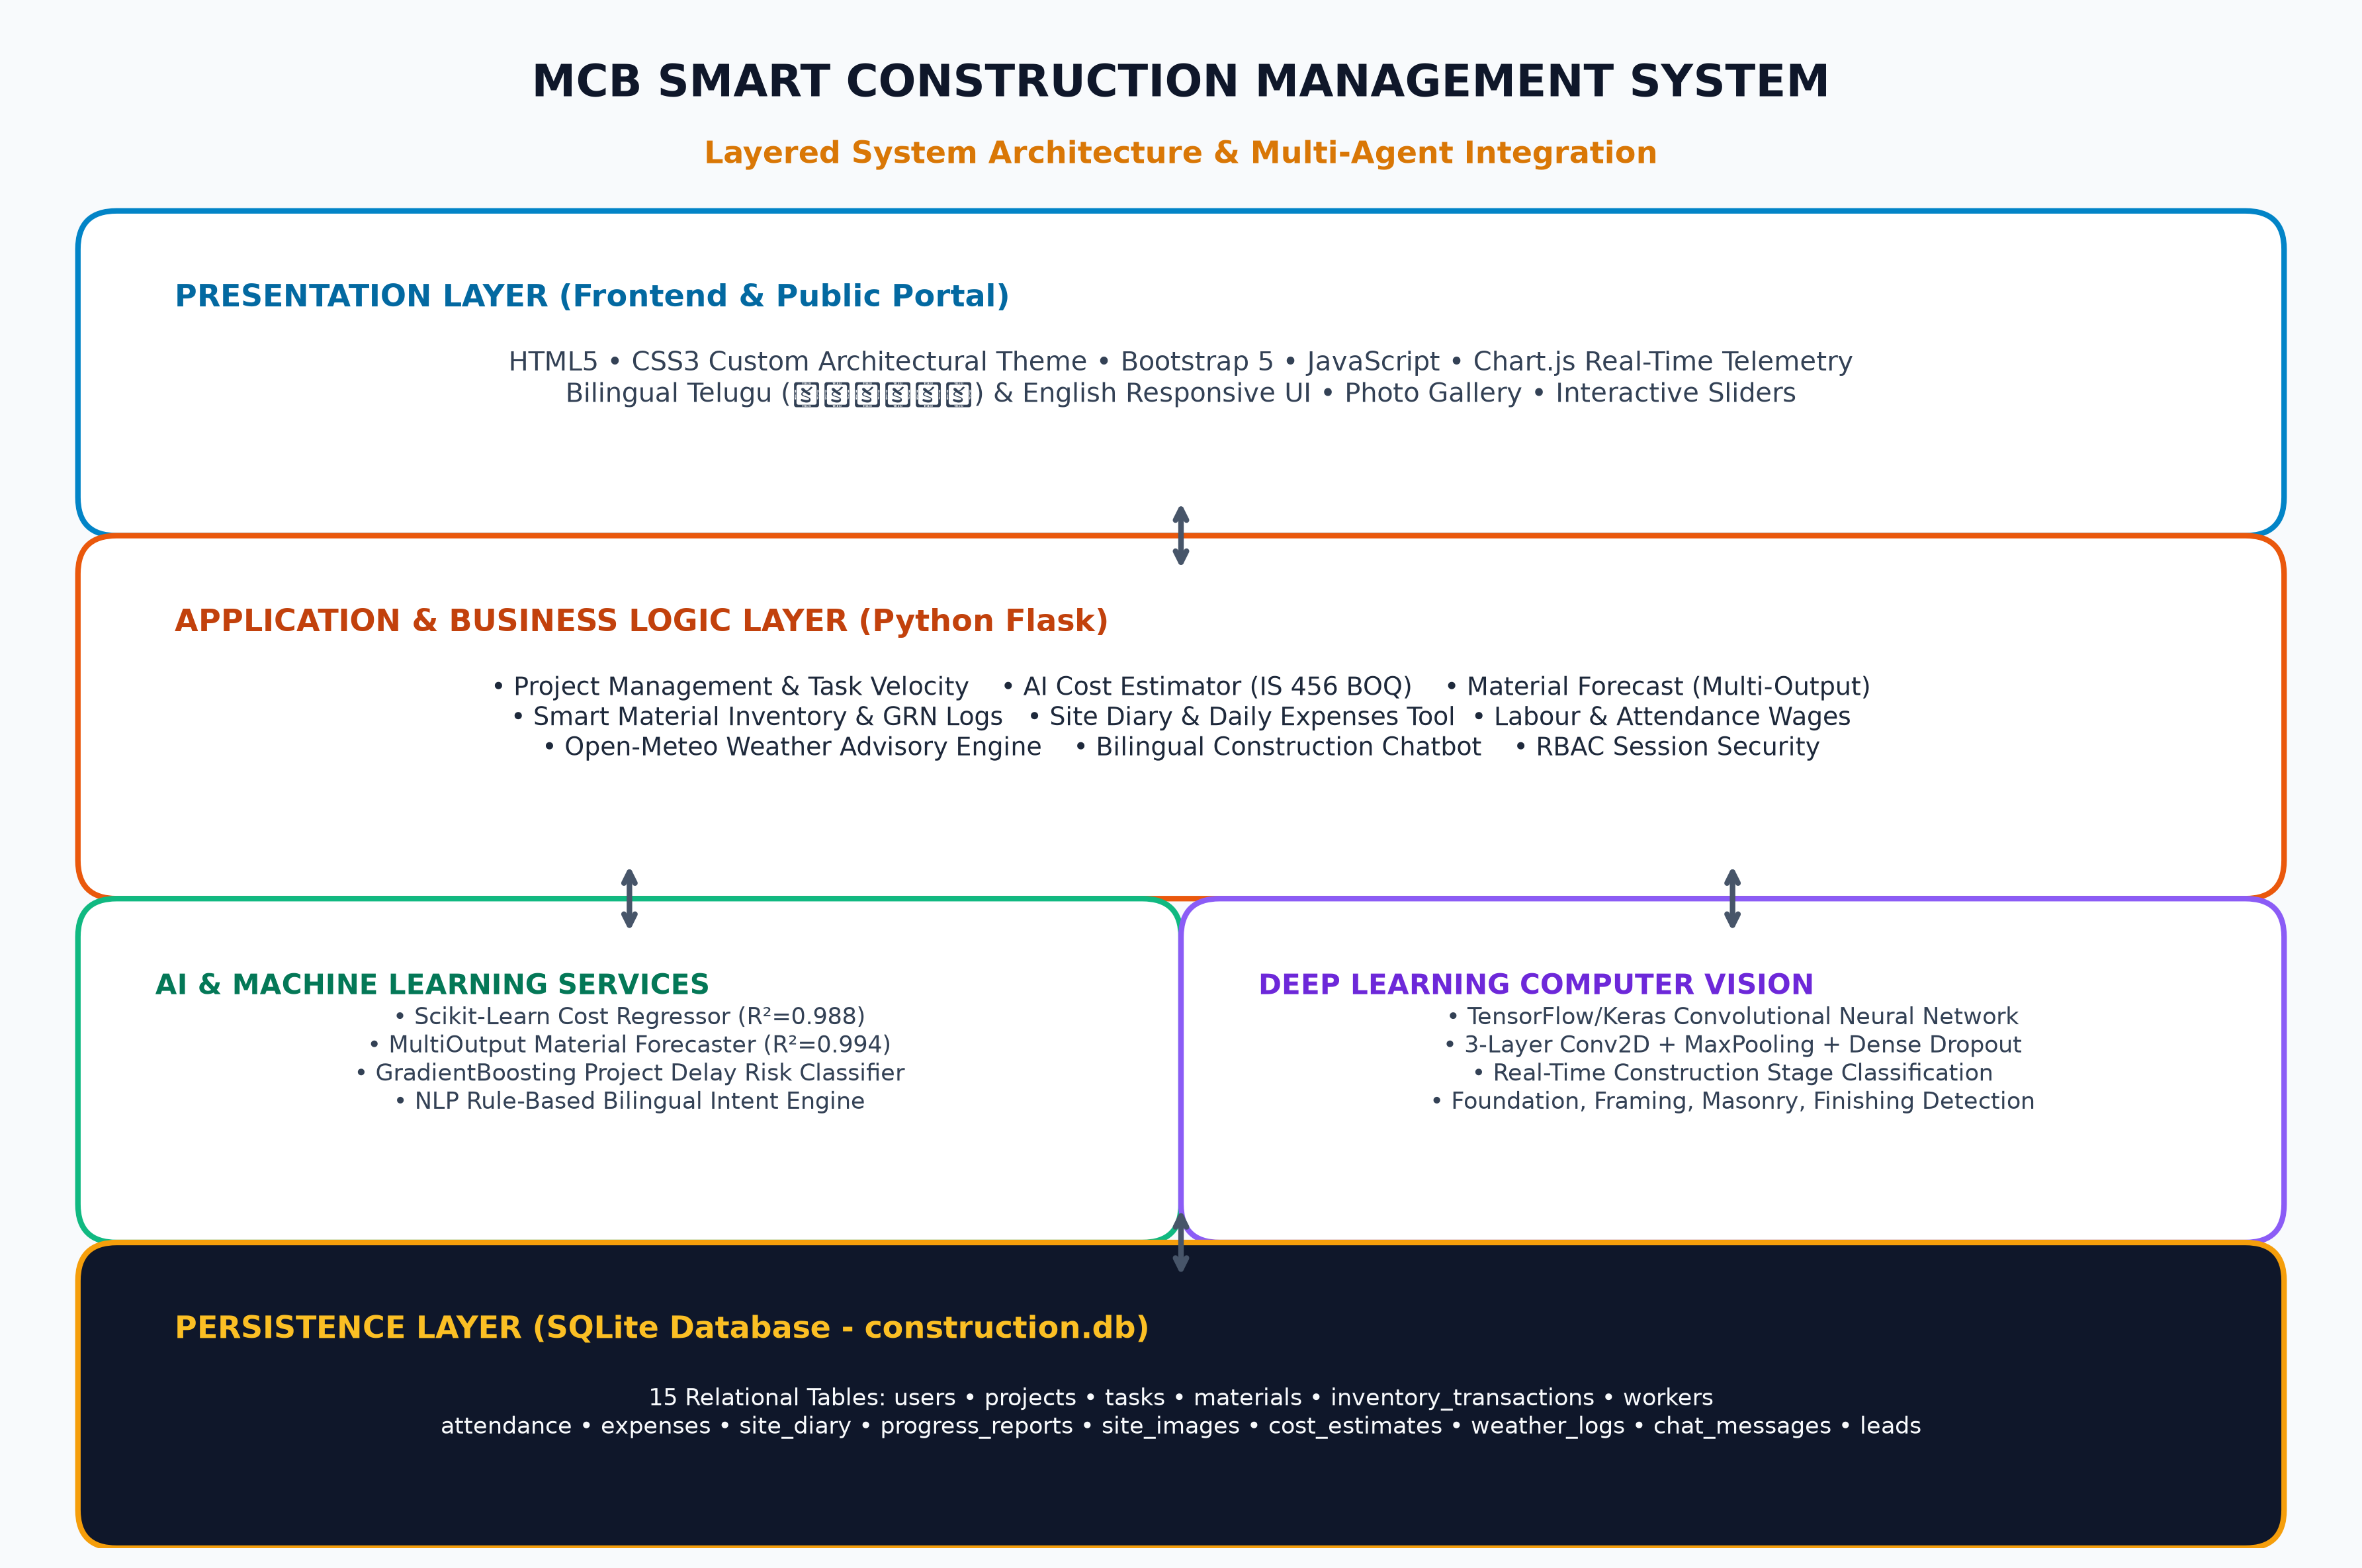 MCB SMART CONSTRUCTION MANAGEMENT SYSTEM
Layered System Architecture & Multi-Agent Integration
PRESENTATION LAYER (Frontend & Public Portal)
HTML5 • CSS3 Custom Architectural Theme • Bootstrap 5 • JavaScript • Chart.js Real-Time Telemetry
Bilingual Telugu () & English Responsive UI • Photo Gallery • Interactive Sliders
APPLICATION & BUSINESS LOGIC LAYER (Python Flask)
• Project Management & Task Velocity • AI Cost Estimator (IS 456 BOQ) • Material Forecast (Multi-Output)
• Smart Material Inventory & GRN Logs • Site Diary & Daily Expenses Tool • Labour & Attendance Wages
• Open-Meteo Weather Advisory Engine • Bilingual Construction Chatbot • RBAC Session Security
AI & MACHINE LEARNING SERVICES
• Scikit-Learn Cost Regressor (R²=0.988)
• MultiOutput Material Forecaster (R²=0.994)
• GradientBoosting Project Delay Risk Classifier
• NLP Rule-Based Bilingual Intent Engine
DEEP LEARNING COMPUTER VISION
• TensorFlow/Keras Convolutional Neural Network
• 3-Layer Conv2D + MaxPooling + Dense Dropout
• Real-Time Construction Stage Classification
• Foundation, Framing, Masonry, Finishing Detection
PERSISTENCE LAYER (SQLite Database - construction.db)
15 Relational Tables: users • projects • tasks • materials • inventory_transactions • workers
attendance • expenses • site_diary • progress_reports • site_images • cost_estimates • weather_logs • chat_messages • leads